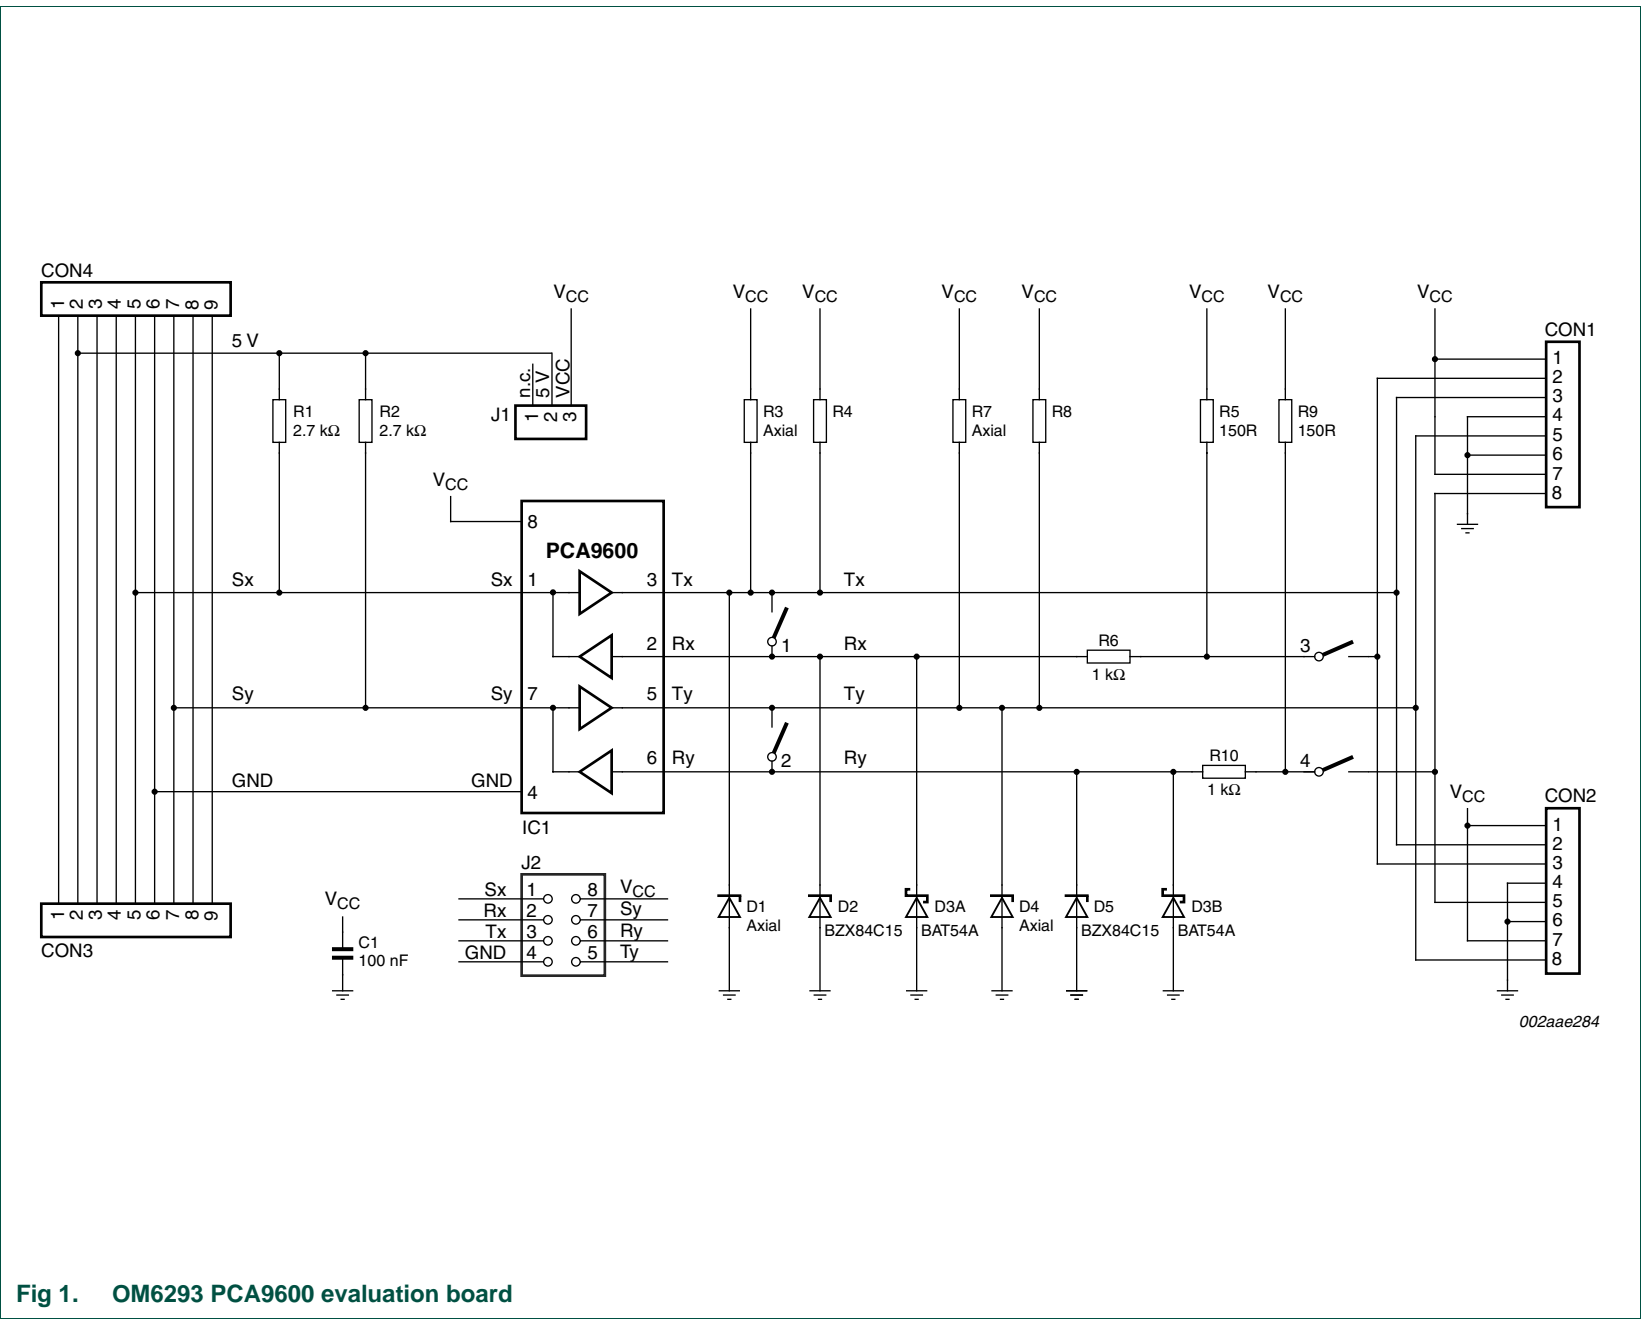 CON4
1 2 3 4 5 6 7 8 9
5 V
R1
2.7 kΩ
R2
2.7 kΩ
VCC
n.c.
5 V
VCC
J1
1 2 3
VCC
VCC
VCC
VCC
VCC
VCC
VCC
VCC
R3
Axial
R4
R7
Axial
R8
R5
150R
R9
150R
CON1
1
2
3
4
5
6
7
8
8
PCA9600
Sx
Sx
1
3
Tx
Tx
2
Rx
1
Rx
R6
1 kΩ
3
Sy
Sy
7
5
Ty
Ty
6
Ry
2
Ry
R10
1 kΩ
4
GND
GND
4
IC1
VCC
CON2
1
2
3
4
5
6
7
8
J2
Sx 1 8 VCC
Rx 2 7 Sy
Tx 3 6 Ry
GND 4 5 Ty
VCC
C1
100 nF
1 2 3 4 5 6 7 8 9
CON3
D1
Axial
D2
BZX84C15
D3A
BAT54A
D4
Axial
D5
BZX84C15
D3B
BAT54A
002aae284
Fig 1. OM6293 PCA9600 evaluation board